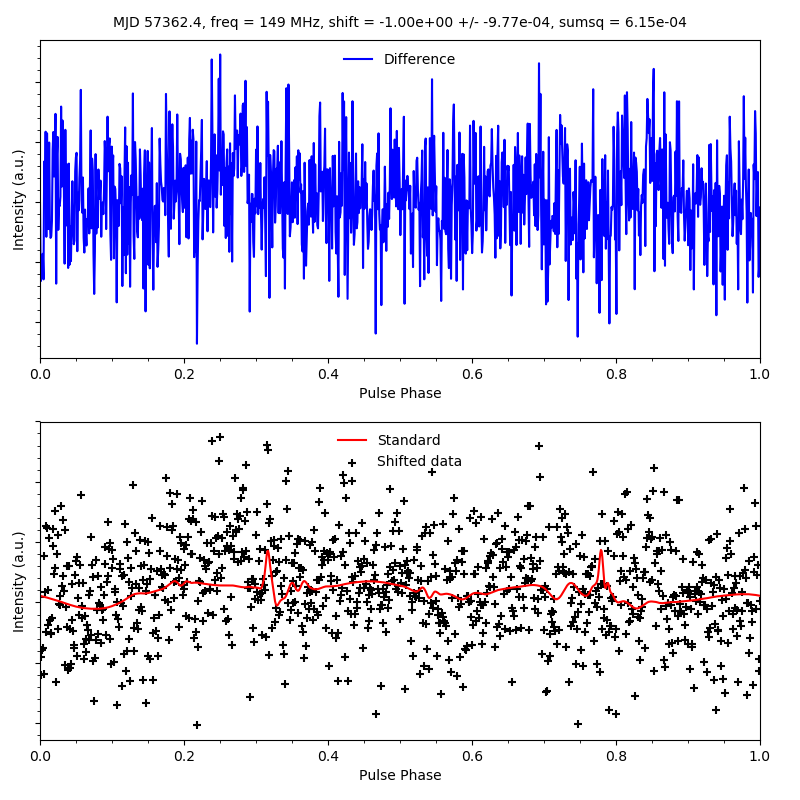 MJD 57362.4, freq = 149 MHz, shift = -1.00e+00 +/- -9.77e-04, sumsq = 6.15e-04
Difference
Intensity (a.u.)
0.0 0.2 0.4 0.6 0.8 1.0
Pulse Phase
Standard
Shifted data
Intensity (a.u.)
0.0 0.2 0.4 0.6 0.8 1.0
Pulse Phase